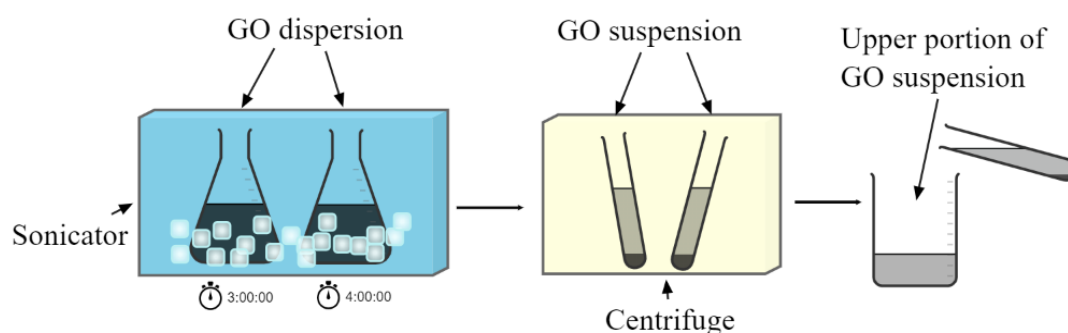 GO dispersion
GO suspension
Upper portion of
GO suspension
Sonicator
3:00:00
4:00:00
Centrifuge